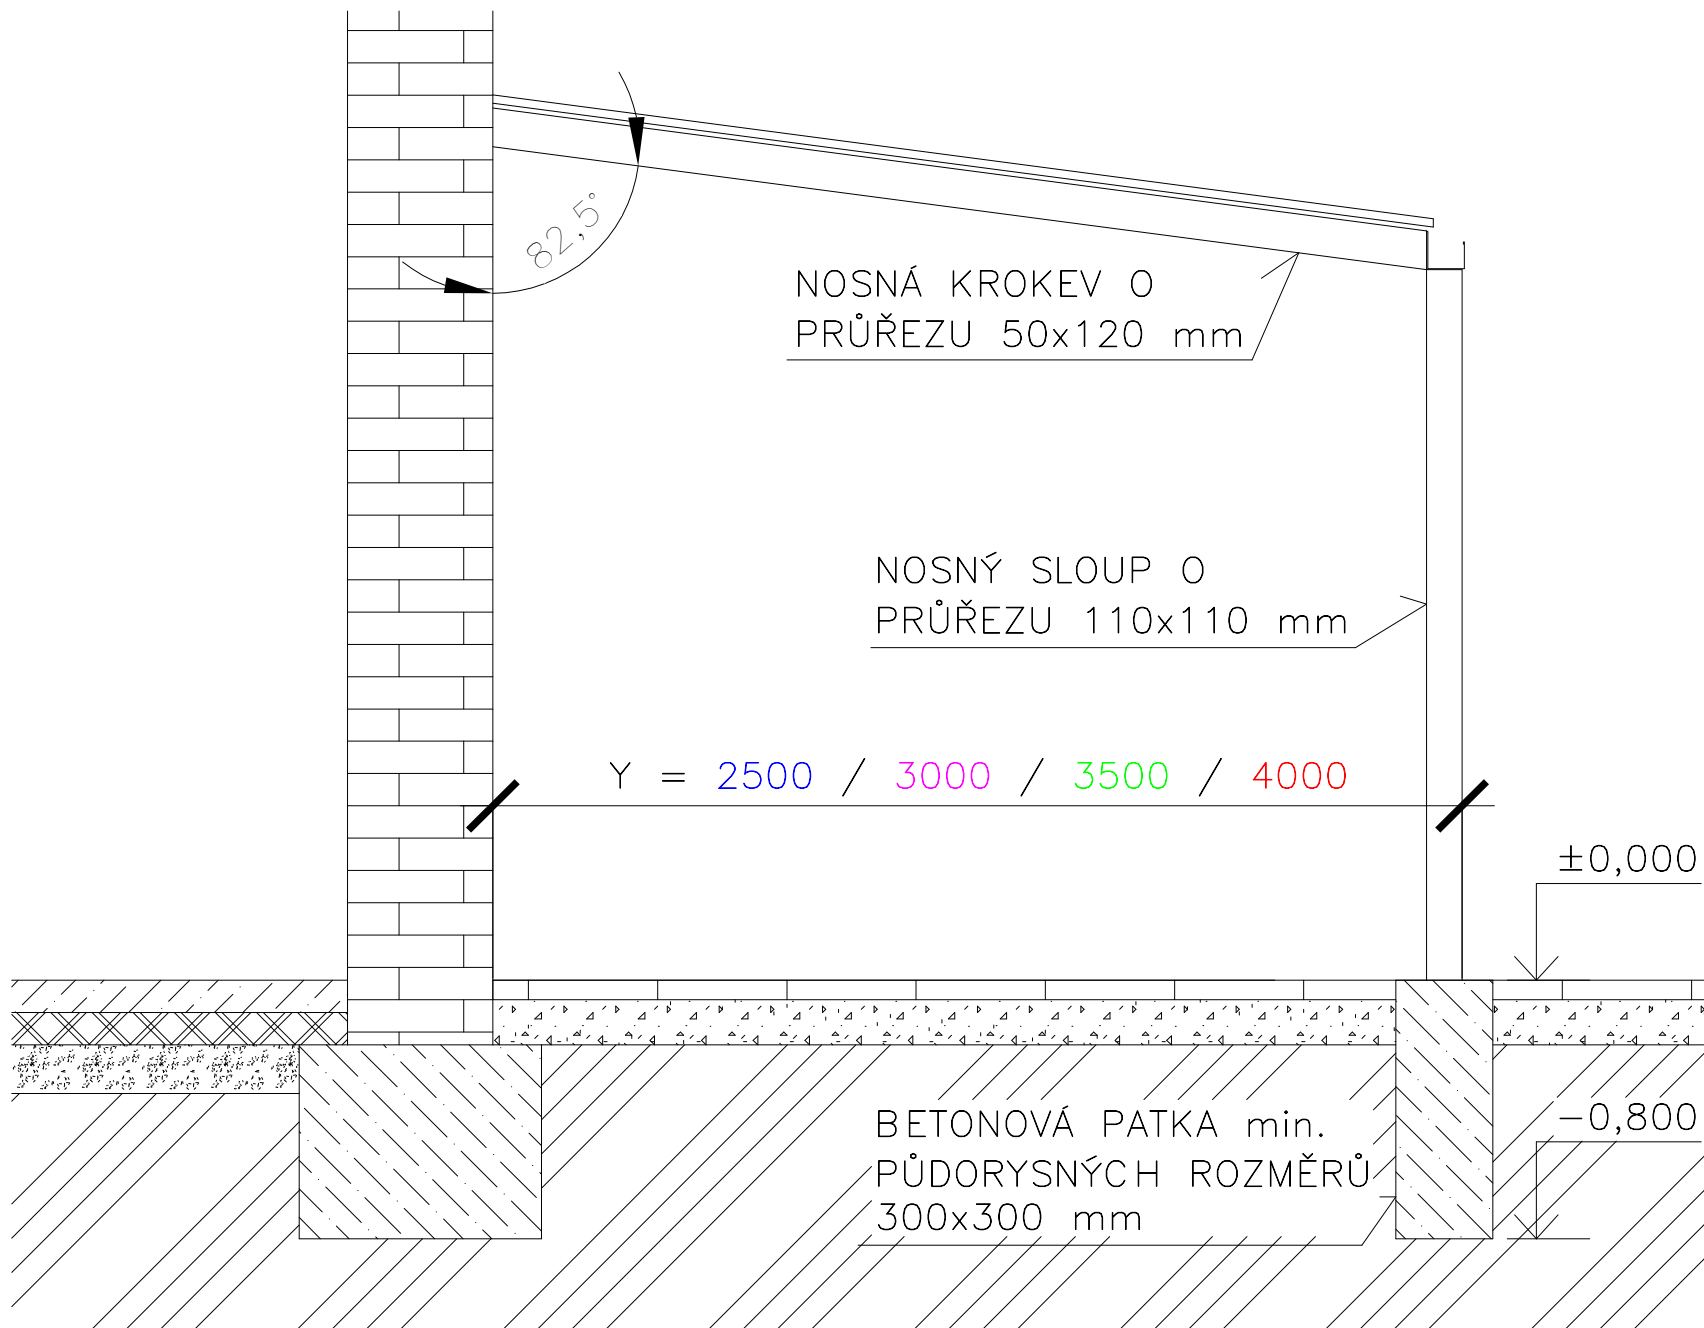 82,5°
NOSNÁ KROKEV O
PRŮŘEZU 50x120 mm
NOSNÝ SLOUP O
PRŮŘEZU 110x110 mm
Y = 2500 / 3000 / 3500 / 4000
±0,000
BETONOVÁ PATKA min.
PŮDORYSNÝCH ROZMĚRŮ
300x300 mm
-0,800